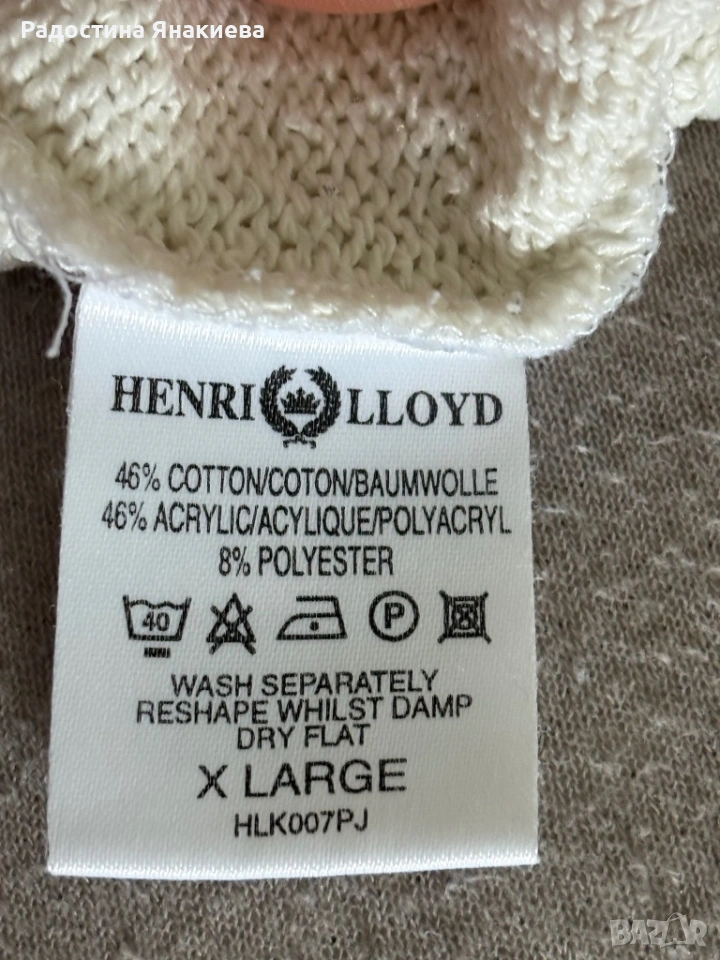 Радостина Янакиева
HENRI LLOYD
46% COTTON/COTON/BAUMWOLLE
46% ACRYLIC/ACYLIQUE/POLYACRYL
8% POLYESTER
40 P
WASH SEPARATELY
RESHAPE WHILST DAMP
DRY FLAT
X LARGE
HLK007PJ
BAZAR